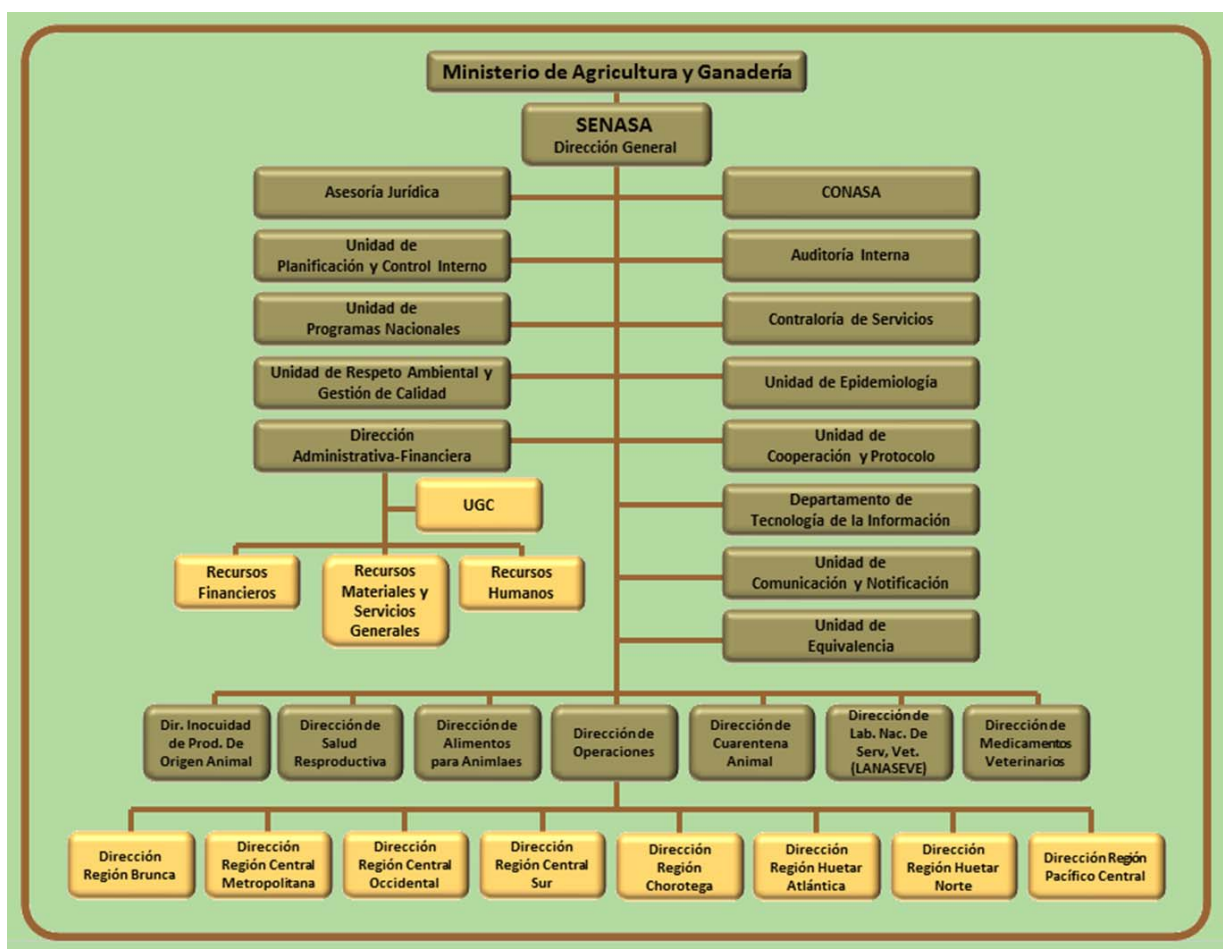 Ministerio de Agricultura y Ganadería
SENASA
Dirección General
Asesoría Jurídica
CONASA
Unidad de
Planificación y Control Interno
Auditoría Interna
Unidad de
Programas Nacionales
Contraloría de Servicios
Unidad de Respeto Ambiental y
Gestión de Calidad
Unidad de Epidemiología
Dirección
Administrativa-Financiera
Unidad de
Cooperación y Protocolo
UGC
Departamento de
Tecnología de la Información
Recursos
Financieros
Recursos
Materiales y
Servicios
Generales
Recursos
Humanos
Unidad de
Comunicación y Notificación
Unidad de
Equivalencia
Dir. Inocuidad
de Prod. De
Origen Animal
Dirección de
Salud
Resproductiva
Dirección de
Alimentos
para Animlaes
Dirección de
Operaciones
Dirección de
Cuarentena
Animal
Dirección de
Lab. Nac. De
Serv, Vet.
(LANASEVE)
Dirección de
Medicamentos
Veterinarios
Dirección
Región Brunca
Dirección
Región Central
Metropolitana
Dirección
Región Central
Occidental
Dirección
Región Central
Sur
Dirección
Región
Chorotega
Dirección
Región Huetar
Atlántica
Dirección
Región Huetar
Norte
Dirección Región
Pacífico Central